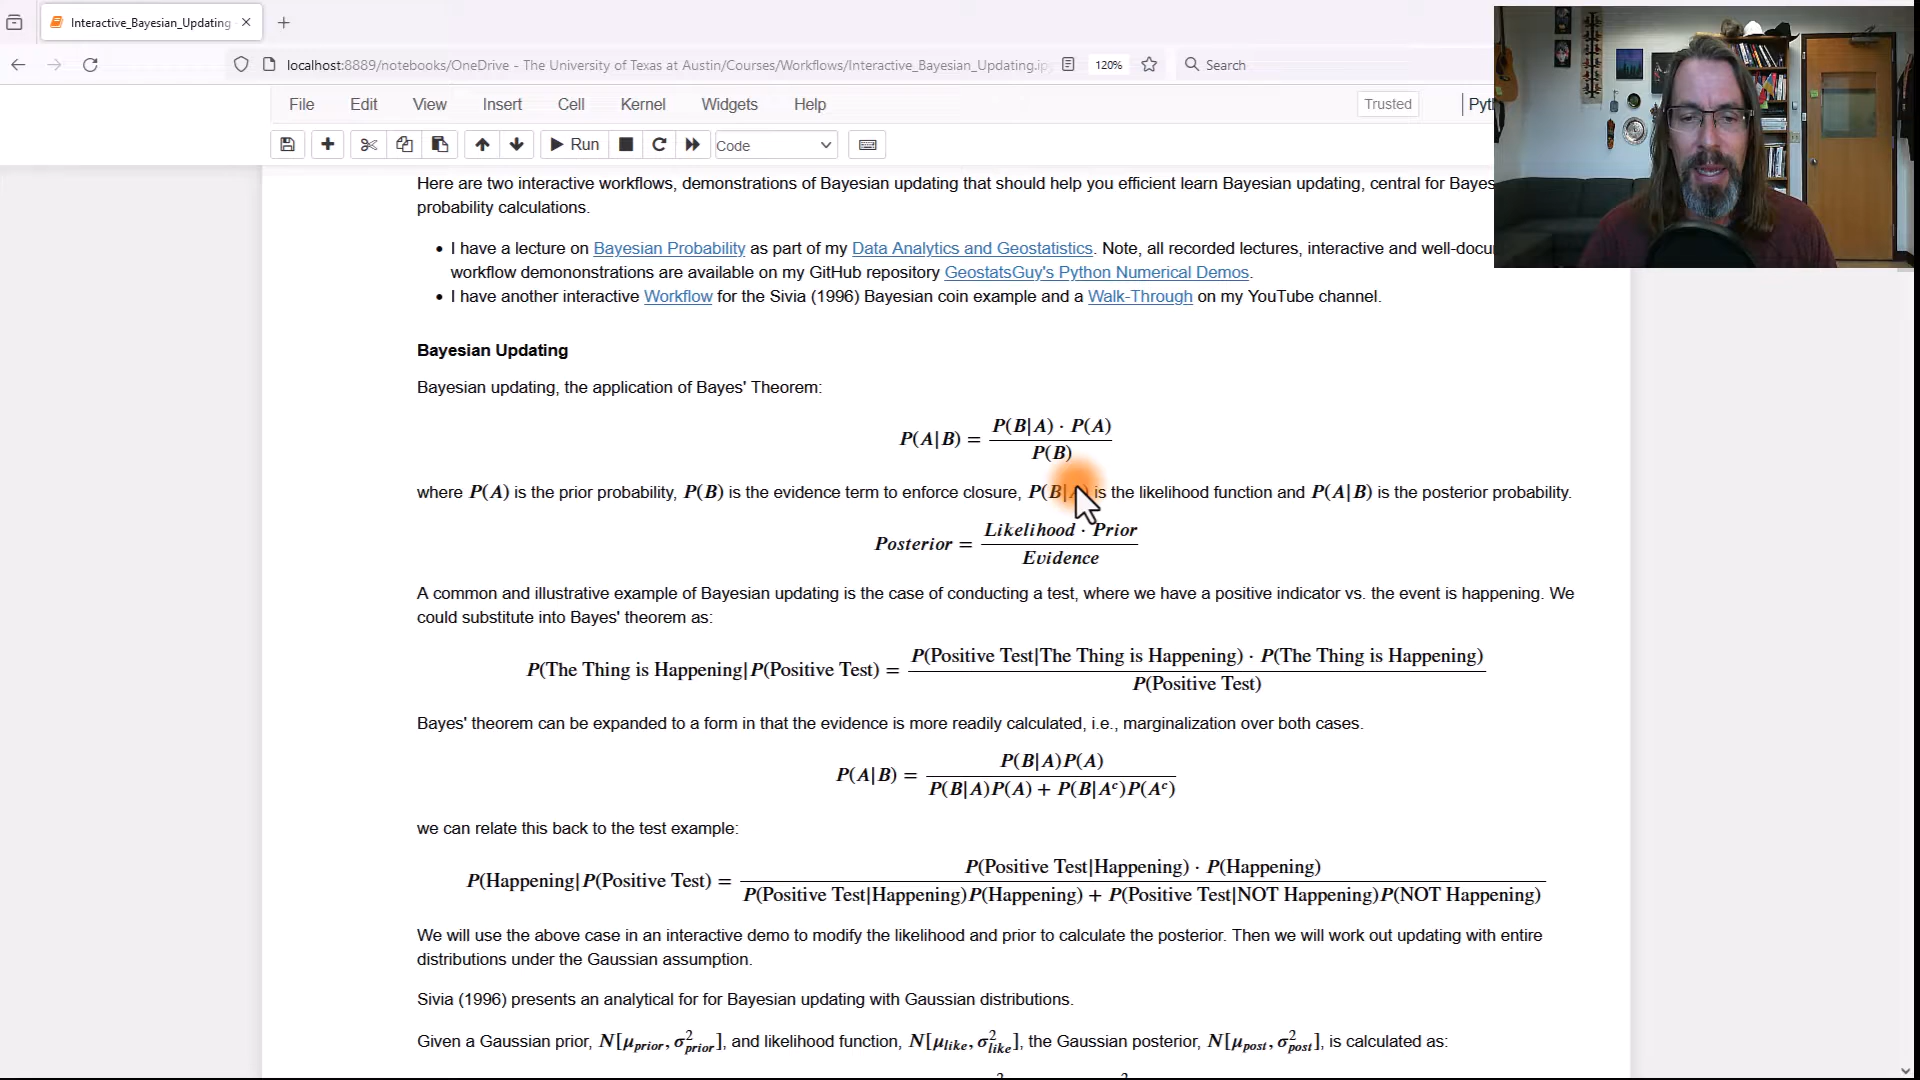 Interactive_Bayesian_Updating
localhost:8889/notebooks/OneDrive - The University of Texas at Austin/Courses/Workflows/Interactive_Bayesian_Updating.ip
120%
Search
File Edit View Insert Cell Kernel Widgets Help
Trusted
Pyth
Run
Code
Here are two interactive workflows, demonstrations of Bayesian updating that should help you efficient learn Bayesian updating, central for Bayes
probability calculations.
• I have a lecture on Bayesian Probability as part of my Data Analytics and Geostatistics. Note, all recorded lectures, interactive and well-docu
workflow demononstrations are available on my GitHub repository GeostatsGuy's Python Numerical Demos.
• I have another interactive Workflow for the Sivia (1996) Bayesian coin example and a Walk-Through on my YouTube channel.
Bayesian Updating
Bayesian updating, the application of Bayes' Theorem:
P(A|B) = P(B|A) · P(A) / P(B)
where P(A) is the prior probability, P(B) is the evidence term to enforce closure, P(B|A) is the likelihood function and P(A|B) is the posterior probability.
Posterior = Likelihood · Prior / Evidence
A common and illustrative example of Bayesian updating is the case of conducting a test, where we have a positive indicator vs. the event is happening. We
could substitute into Bayes' theorem as:
P(The Thing is Happening|P(Positive Test) = P(Positive Test|The Thing is Happening) · P(The Thing is Happening) / P(Positive Test)
Bayes' theorem can be expanded to a form in that the evidence is more readily calculated, i.e., marginalization over both cases.
P(A|B) = P(B|A)P(A) / P(B|A)P(A) + P(B|Aᶜ)P(Aᶜ)
we can relate this back to the test example:
P(Happening|P(Positive Test) = P(Positive Test|Happening) · P(Happening) / P(Positive Test|Happening)P(Happening) + P(Positive Test|NOT Happening)P(NOT Happening)
We will use the above case in an interactive demo to modify the likelihood and prior to calculate the posterior. Then we will work out updating with entire
distributions under the Gaussian assumption.
Sivia (1996) presents an analytical for for Bayesian updating with Gaussian distributions.
Given a Gaussian prior, N[μ_prior, σ²_prior], and likelihood function, N[μ_like, σ²_like], the Gaussian posterior, N[μ_post, σ²_post], is calculated as: